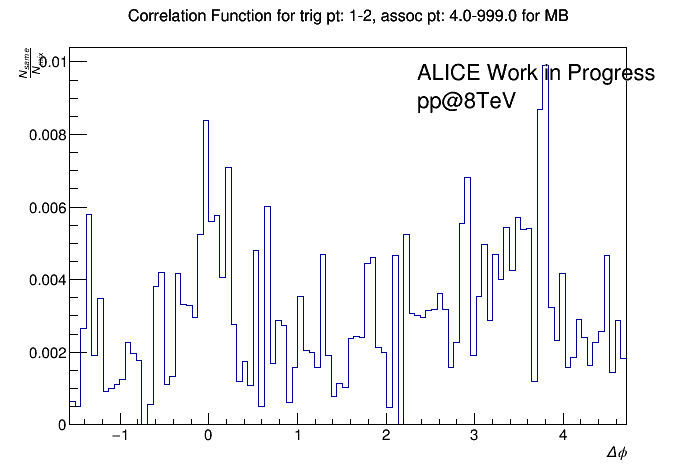 Correlation Function for trig pt: 1-2, assoc pt: 4.0-999.0 for MB
N_same
N_mix
ALICE Work in Progress
pp@8TeV
0.01
0.008
0.006
0.004
0.002
0
−1 0 1 2 3 4
Δϕ